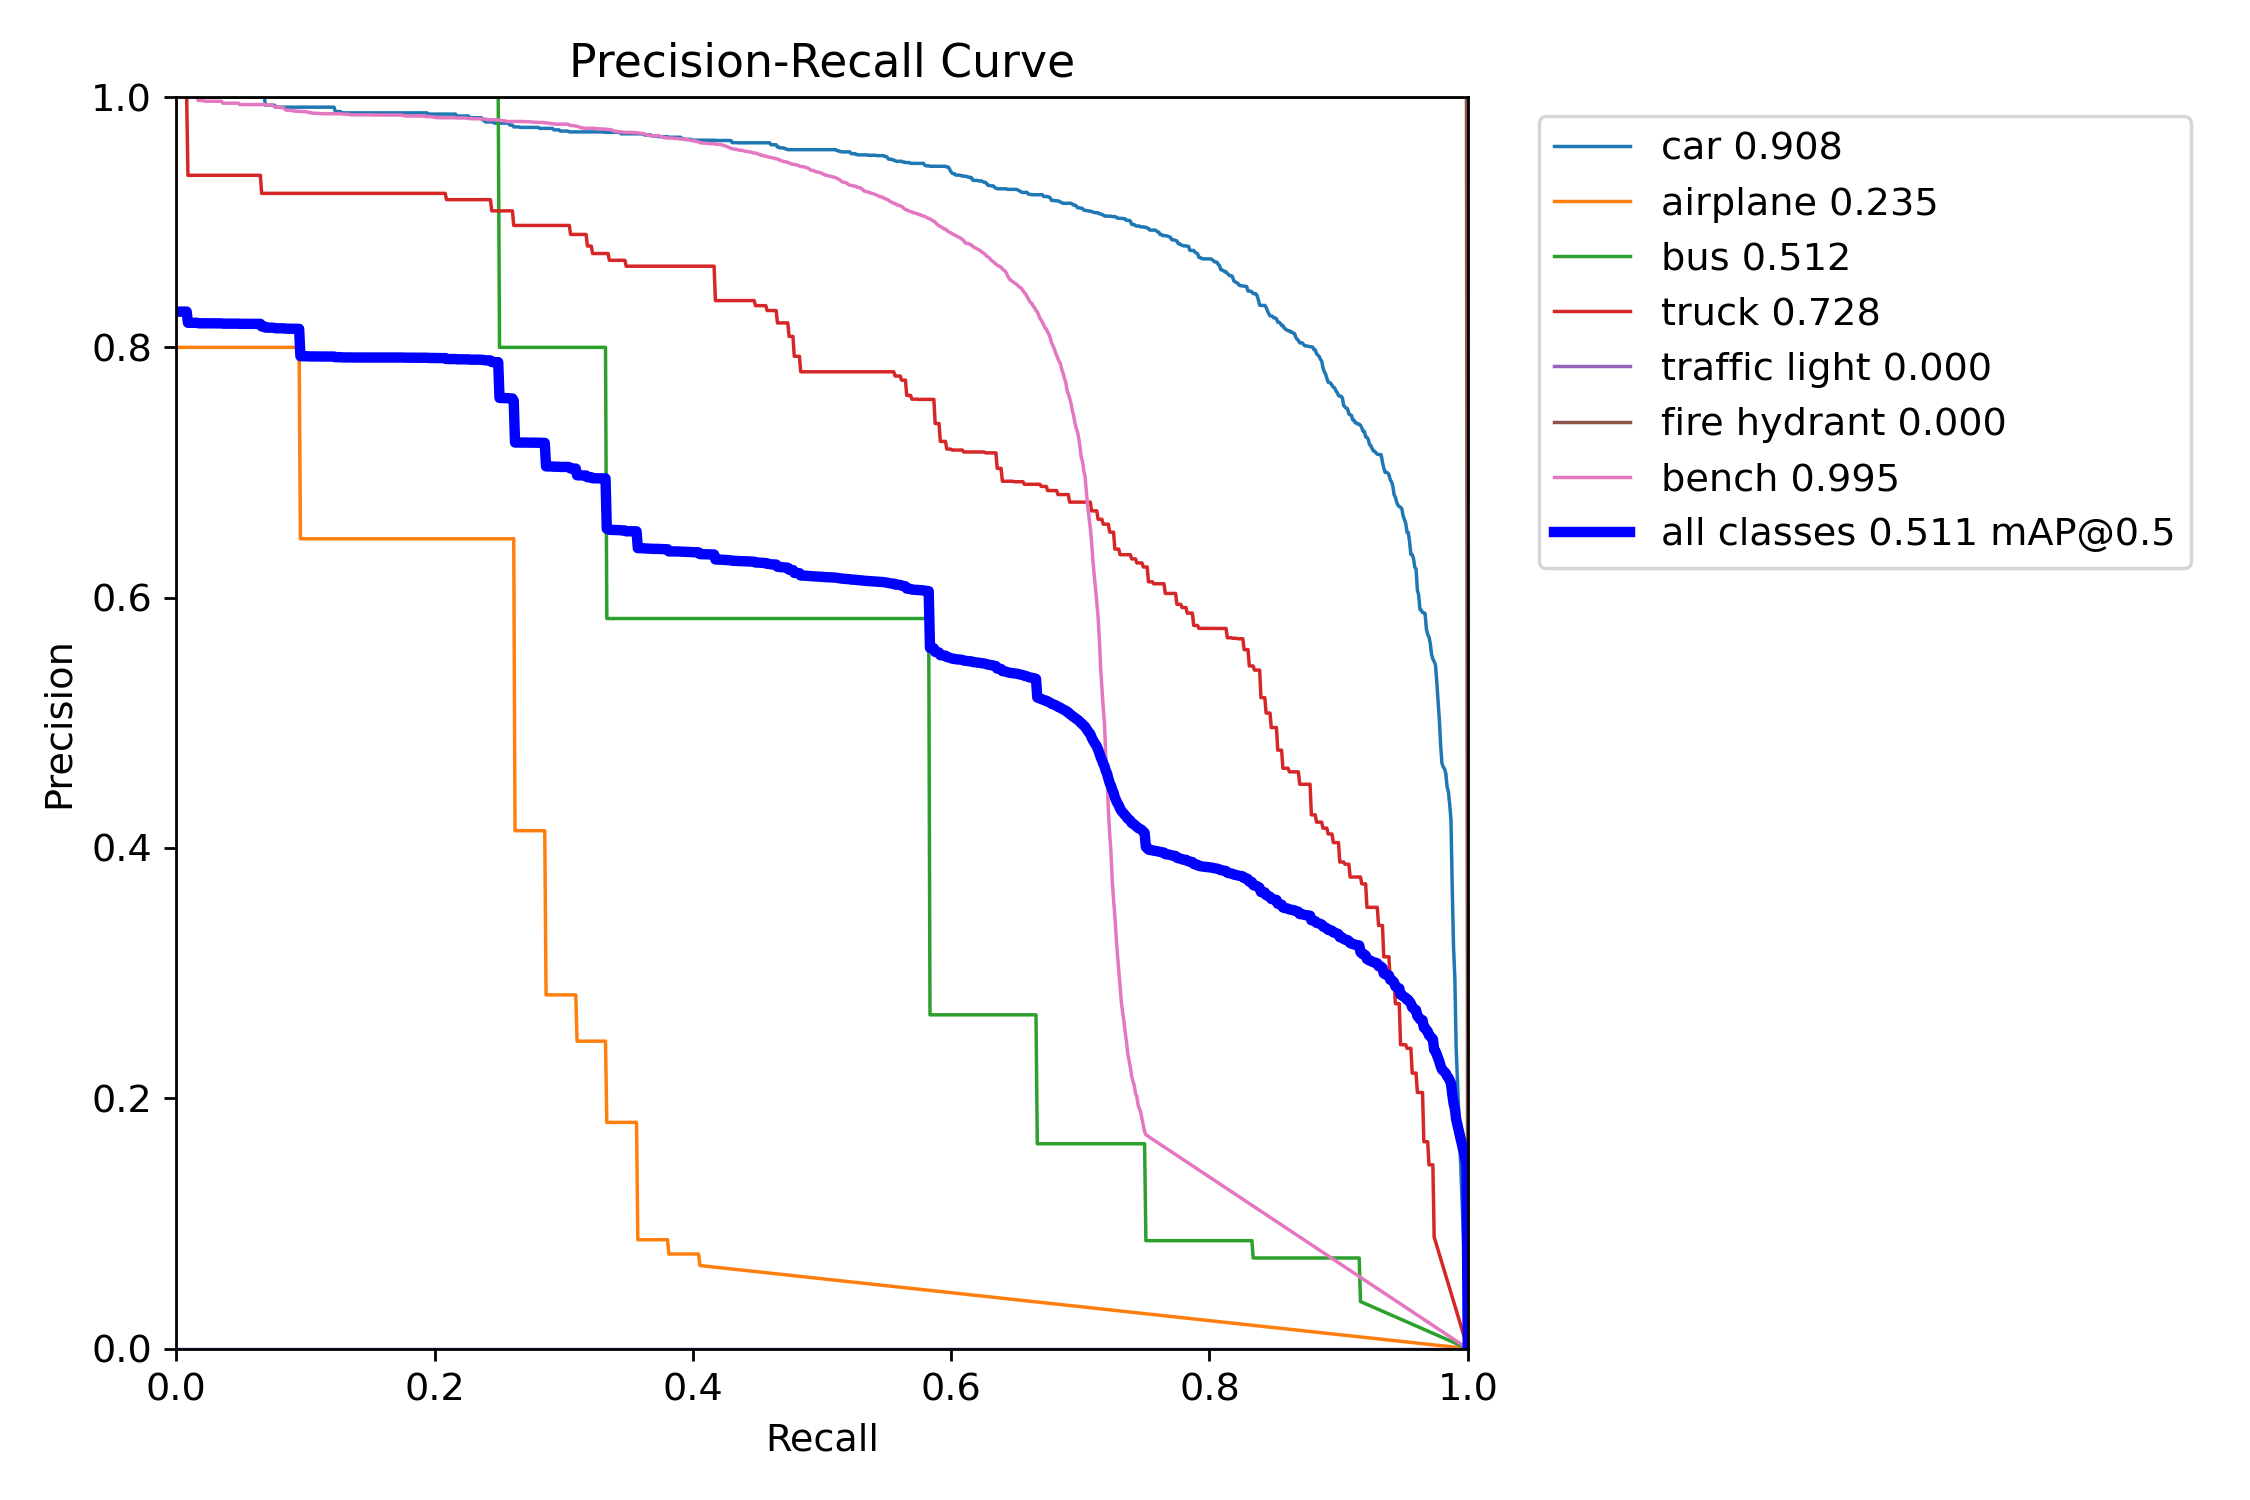 Precision-Recall Curve
1.0
0.8
0.6
0.4
0.2
0.0
Precision
0.0 0.2 0.4 0.6 0.8 1.0
Recall
car 0.908
airplane 0.235
bus 0.512
truck 0.728
traffic light 0.000
fire hydrant 0.000
bench 0.995
all classes 0.511 mAP@0.5